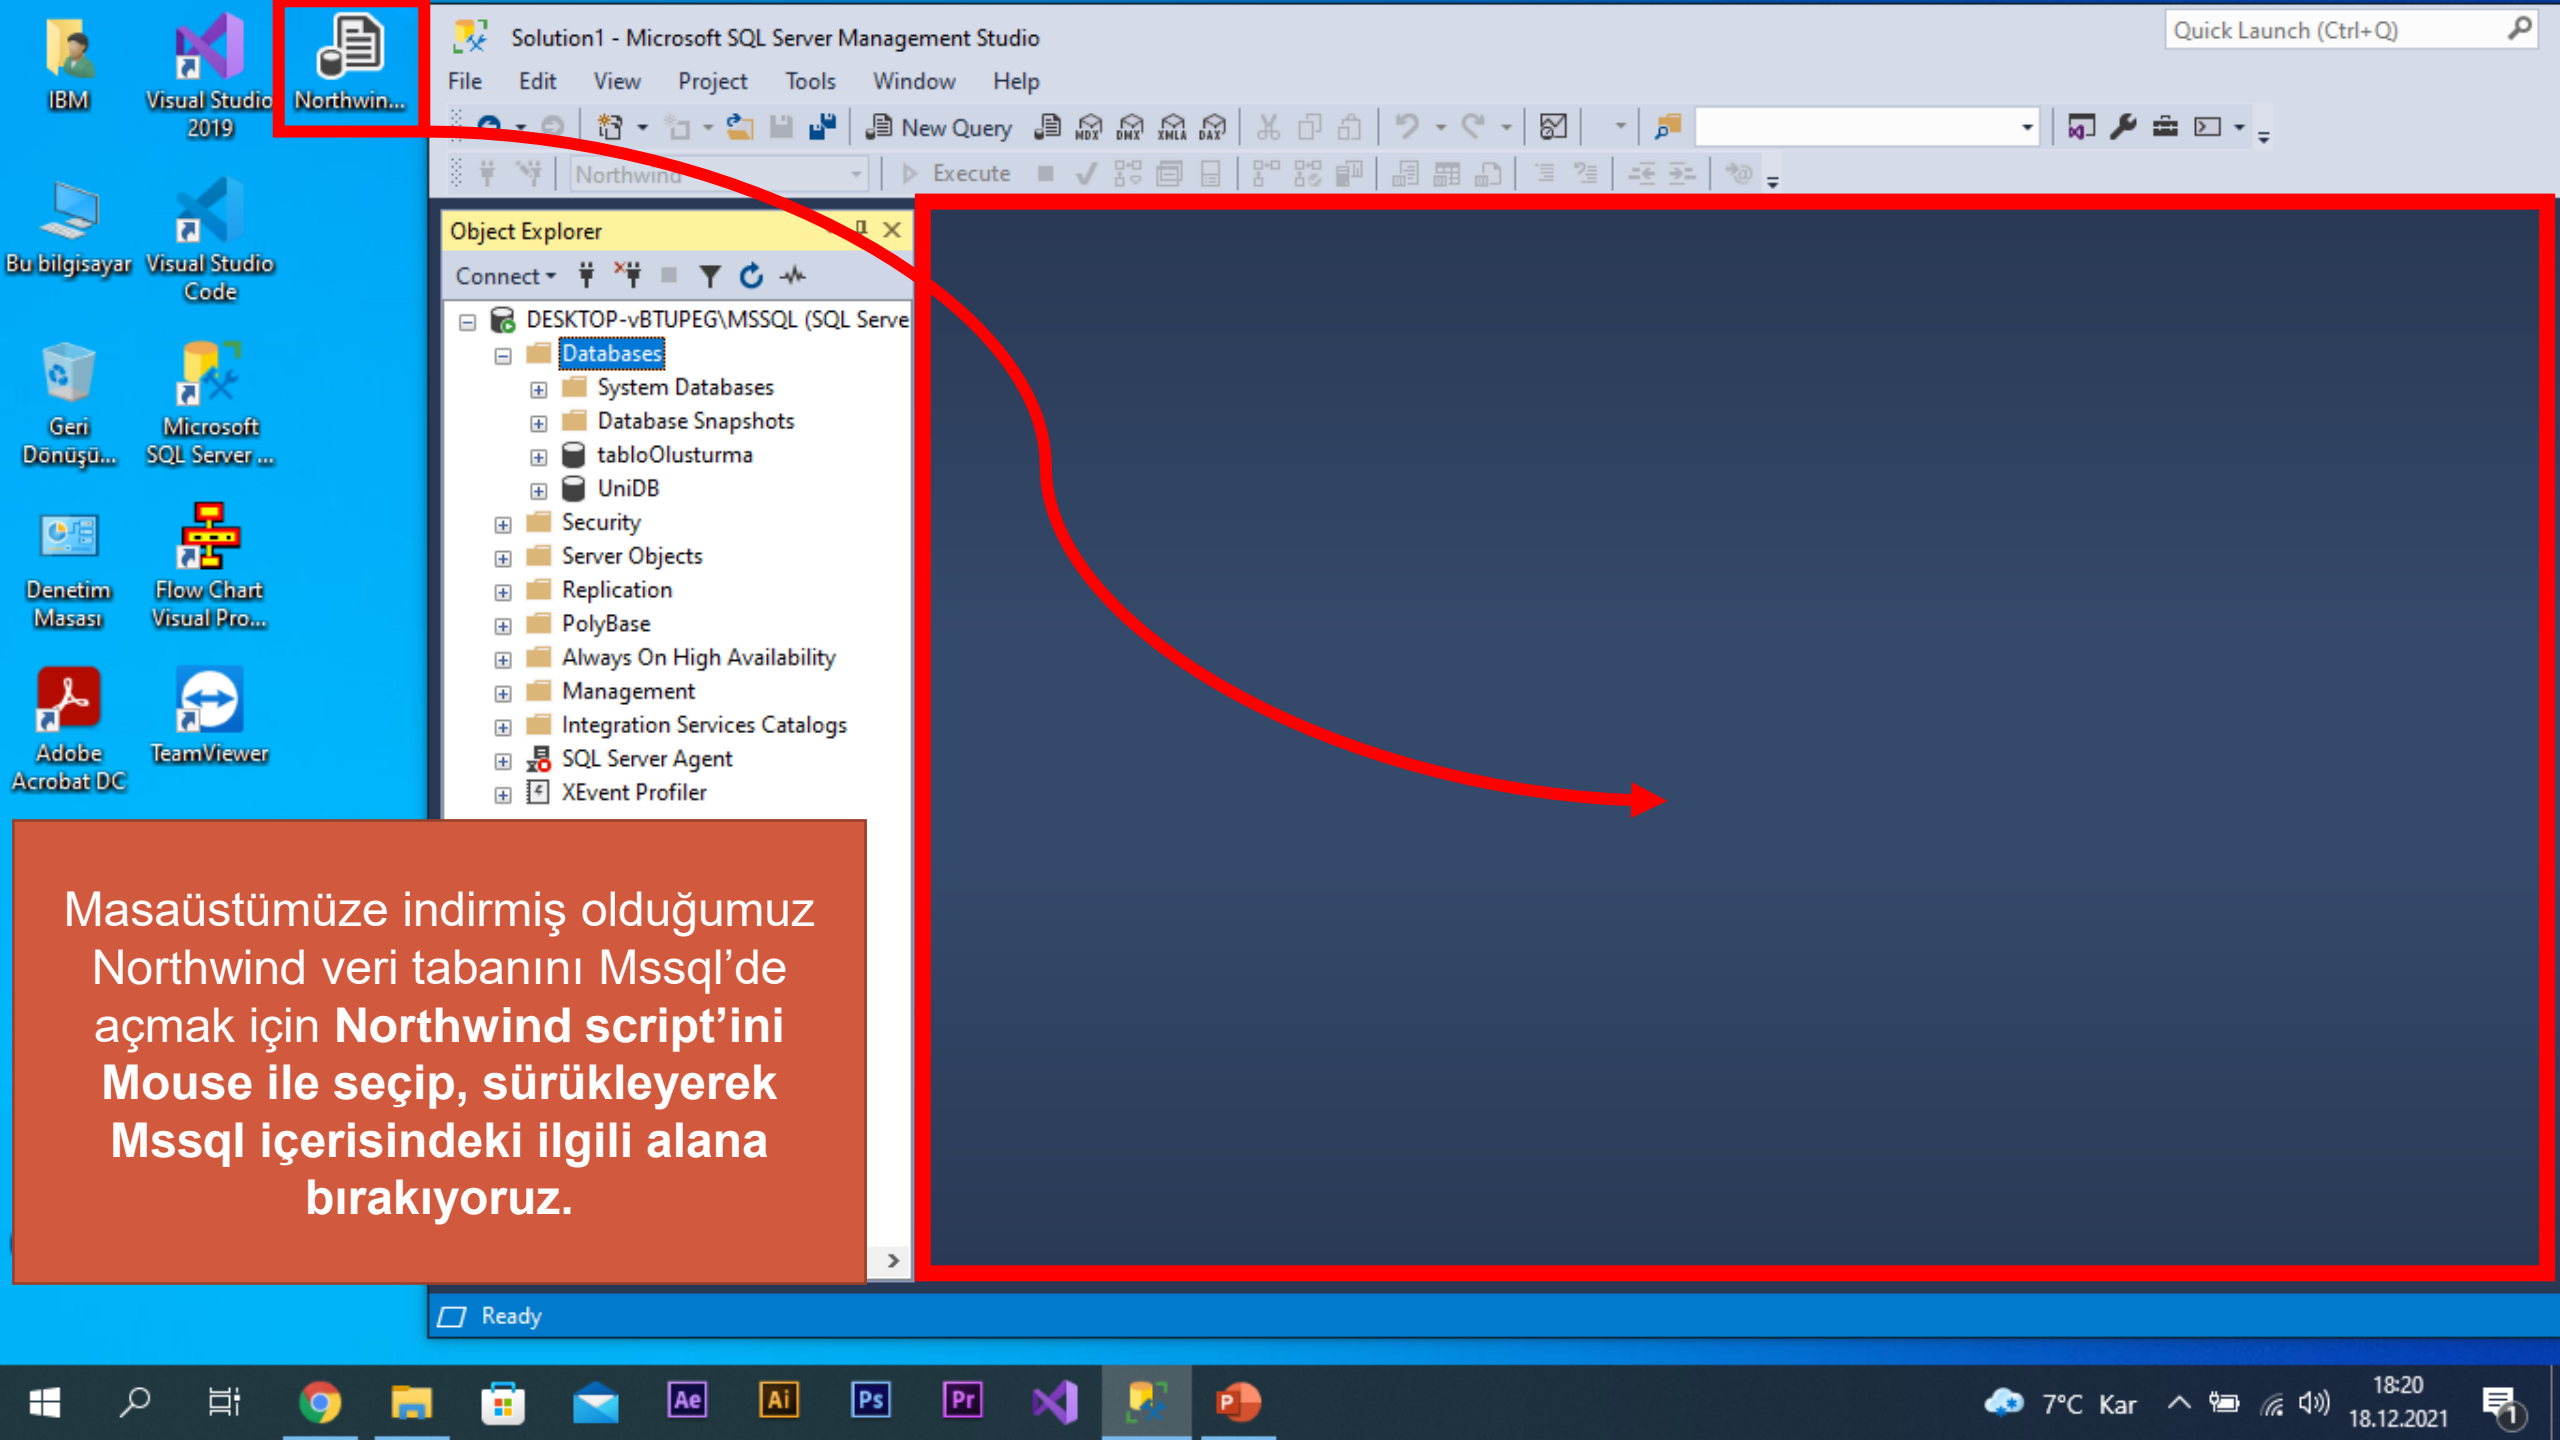 IBM
Visual Studio
2019
Northwin...
Bu bilgisayar
Visual Studio
Code
Geri
Dönüşü...
Microsoft
SQL Server ...
Denetim
Masası
Flow Chart
Visual Pro...
Adobe
Acrobat DC
TeamViewer
Solution1 - Microsoft SQL Server Management Studio
Quick Launch (Ctrl+Q)
File Edit View Project Tools Window Help
New Query MDX DMX XMLA DAX
Northwind Execute
Object Explorer
Connect
DESKTOP-vBTUPEG\MSSQL (SQL Serve
Databases
System Databases
Database Snapshots
tabloOlusturma
UniDB
Security
Server Objects
Replication
PolyBase
Always On High Availability
Management
Integration Services Catalogs
SQL Server Agent
XEvent Profiler
Masaüstümüze indirmiş olduğumuz
Northwind veri tabanını Mssql’de
açmak için Northwind script’ini
Mouse ile seçip, sürükleyerek
Mssql içerisindeki ilgili alana
bırakıyoruz.
Ready
Ae Ai Ps Pr P
7°C Kar
18:20
18.12.2021
1